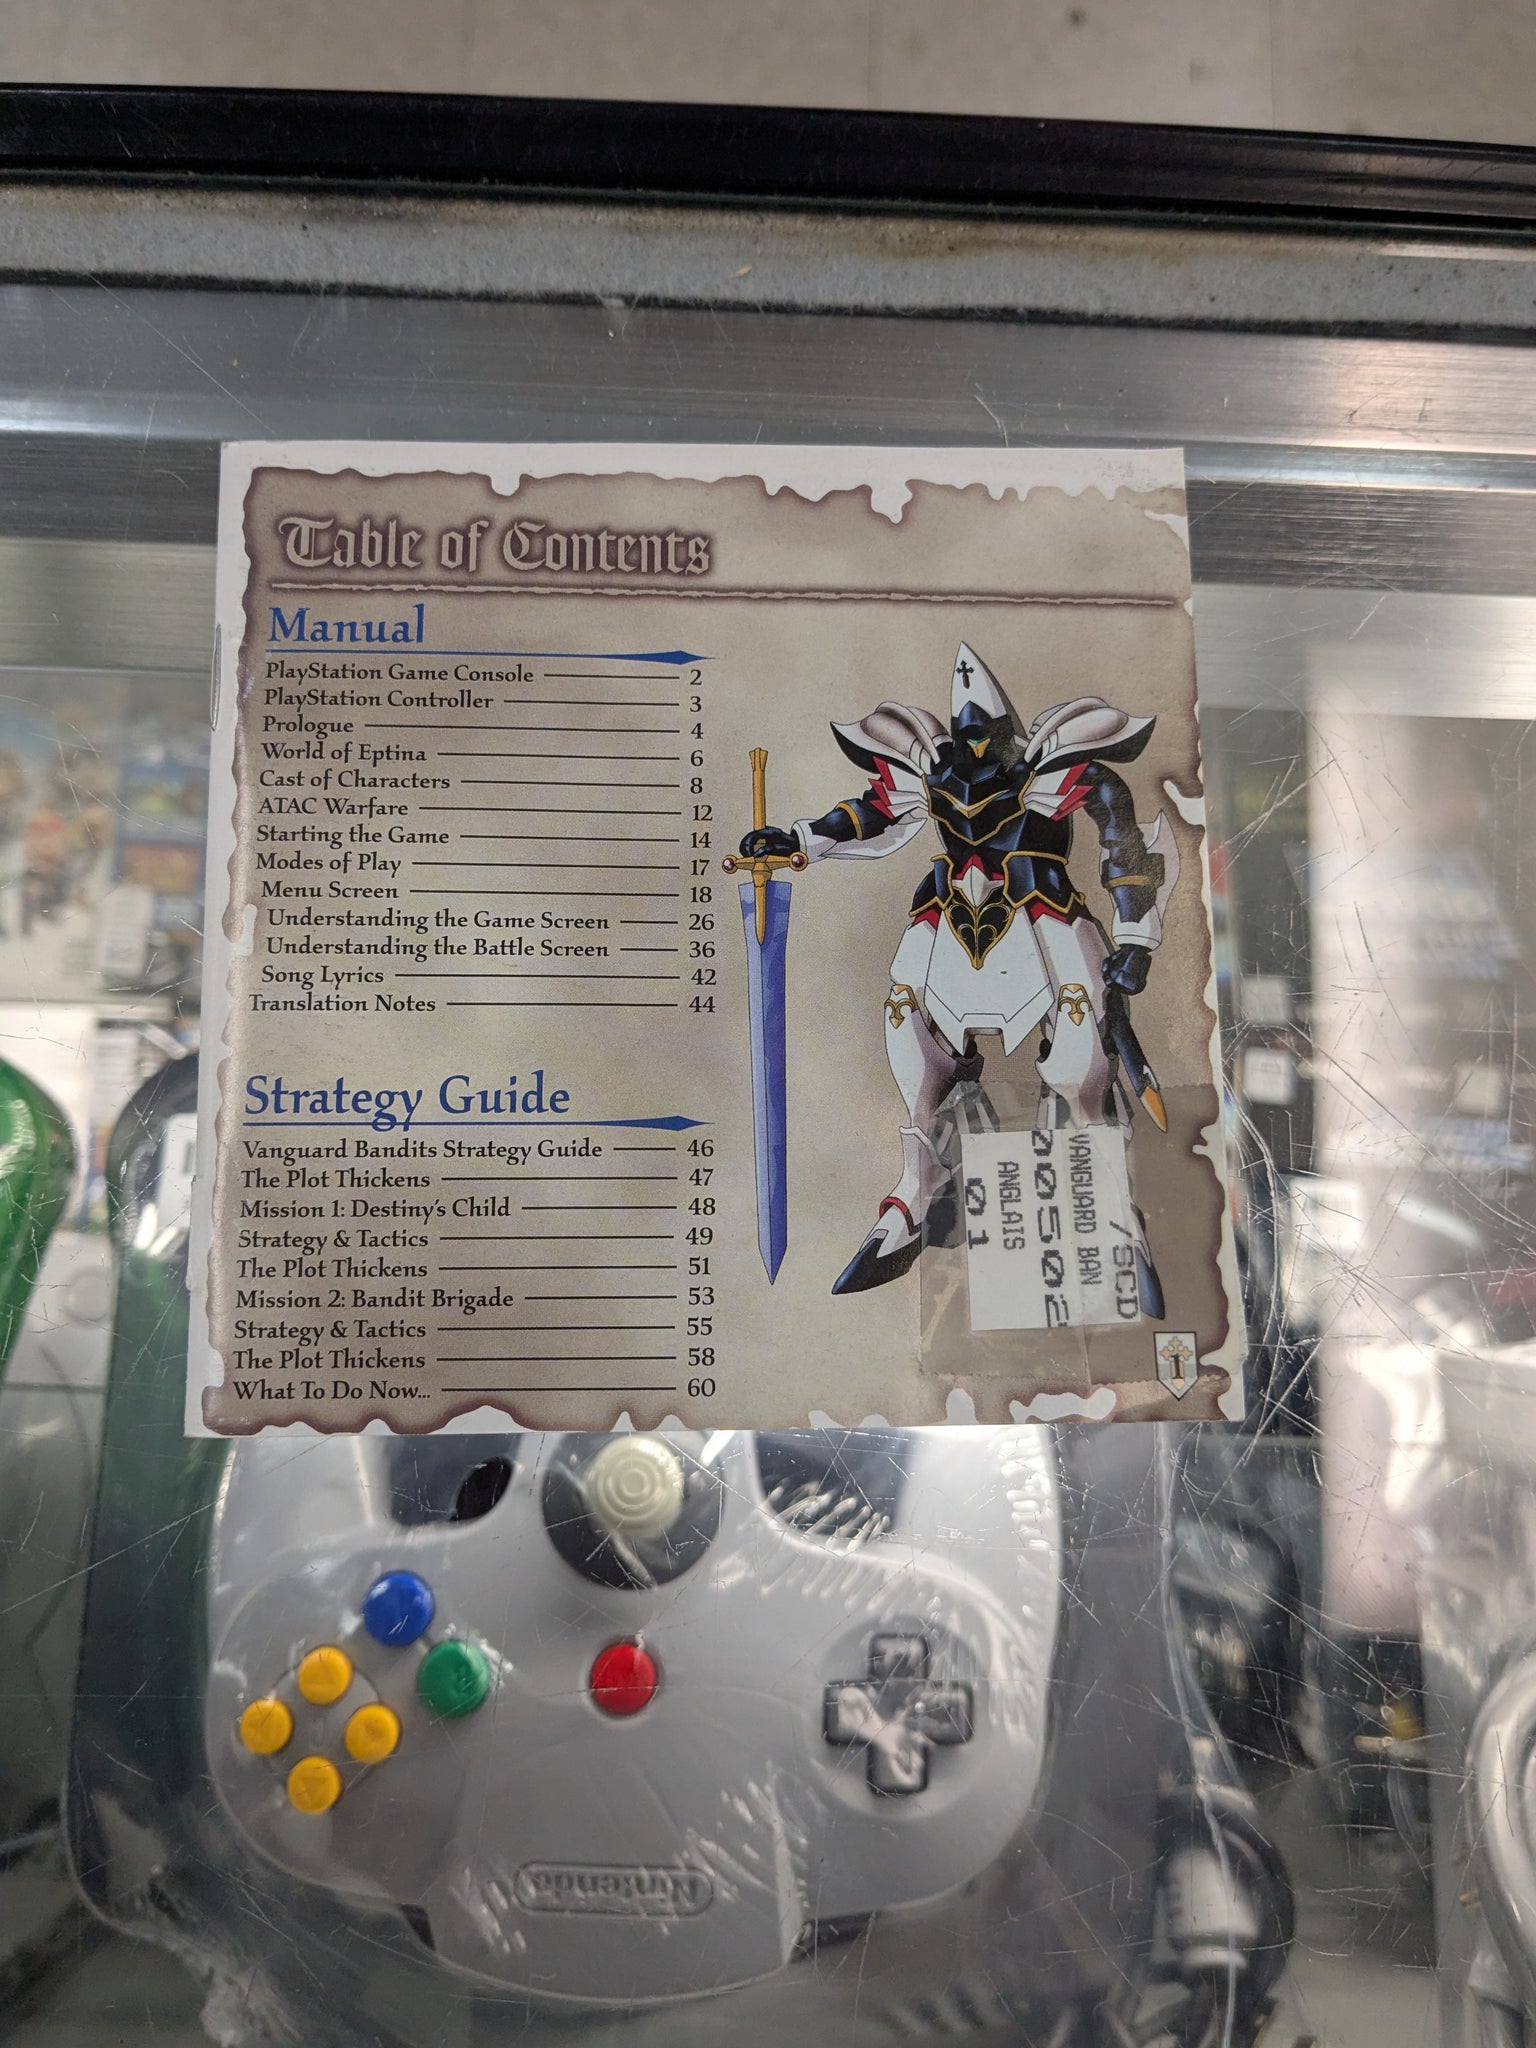 Table of Contents
Manual
PlayStation Game Console 2
PlayStation Controller 3
Prologue 4
World of Eptina 6
Cast of Characters 8
ATAC Warfare 12
Starting the Game 14
Modes of Play 17
Menu Screen 18
Understanding the Game Screen 26
Understanding the Battle Screen 36
Song Lyrics 42
Translation Notes 44
Strategy Guide
Vanguard Bandits Strategy Guide 46
The Plot Thickens 47
Mission 1: Destiny's Child 48
Strategy & Tactics 49
The Plot Thickens 51
Mission 2: Bandit Brigade 53
Strategy & Tactics 55
The Plot Thickens 58
What To Do Now... 60
/SCD
VANGUARD BAN
005502
ANGLAIS
01
1
Nintendo